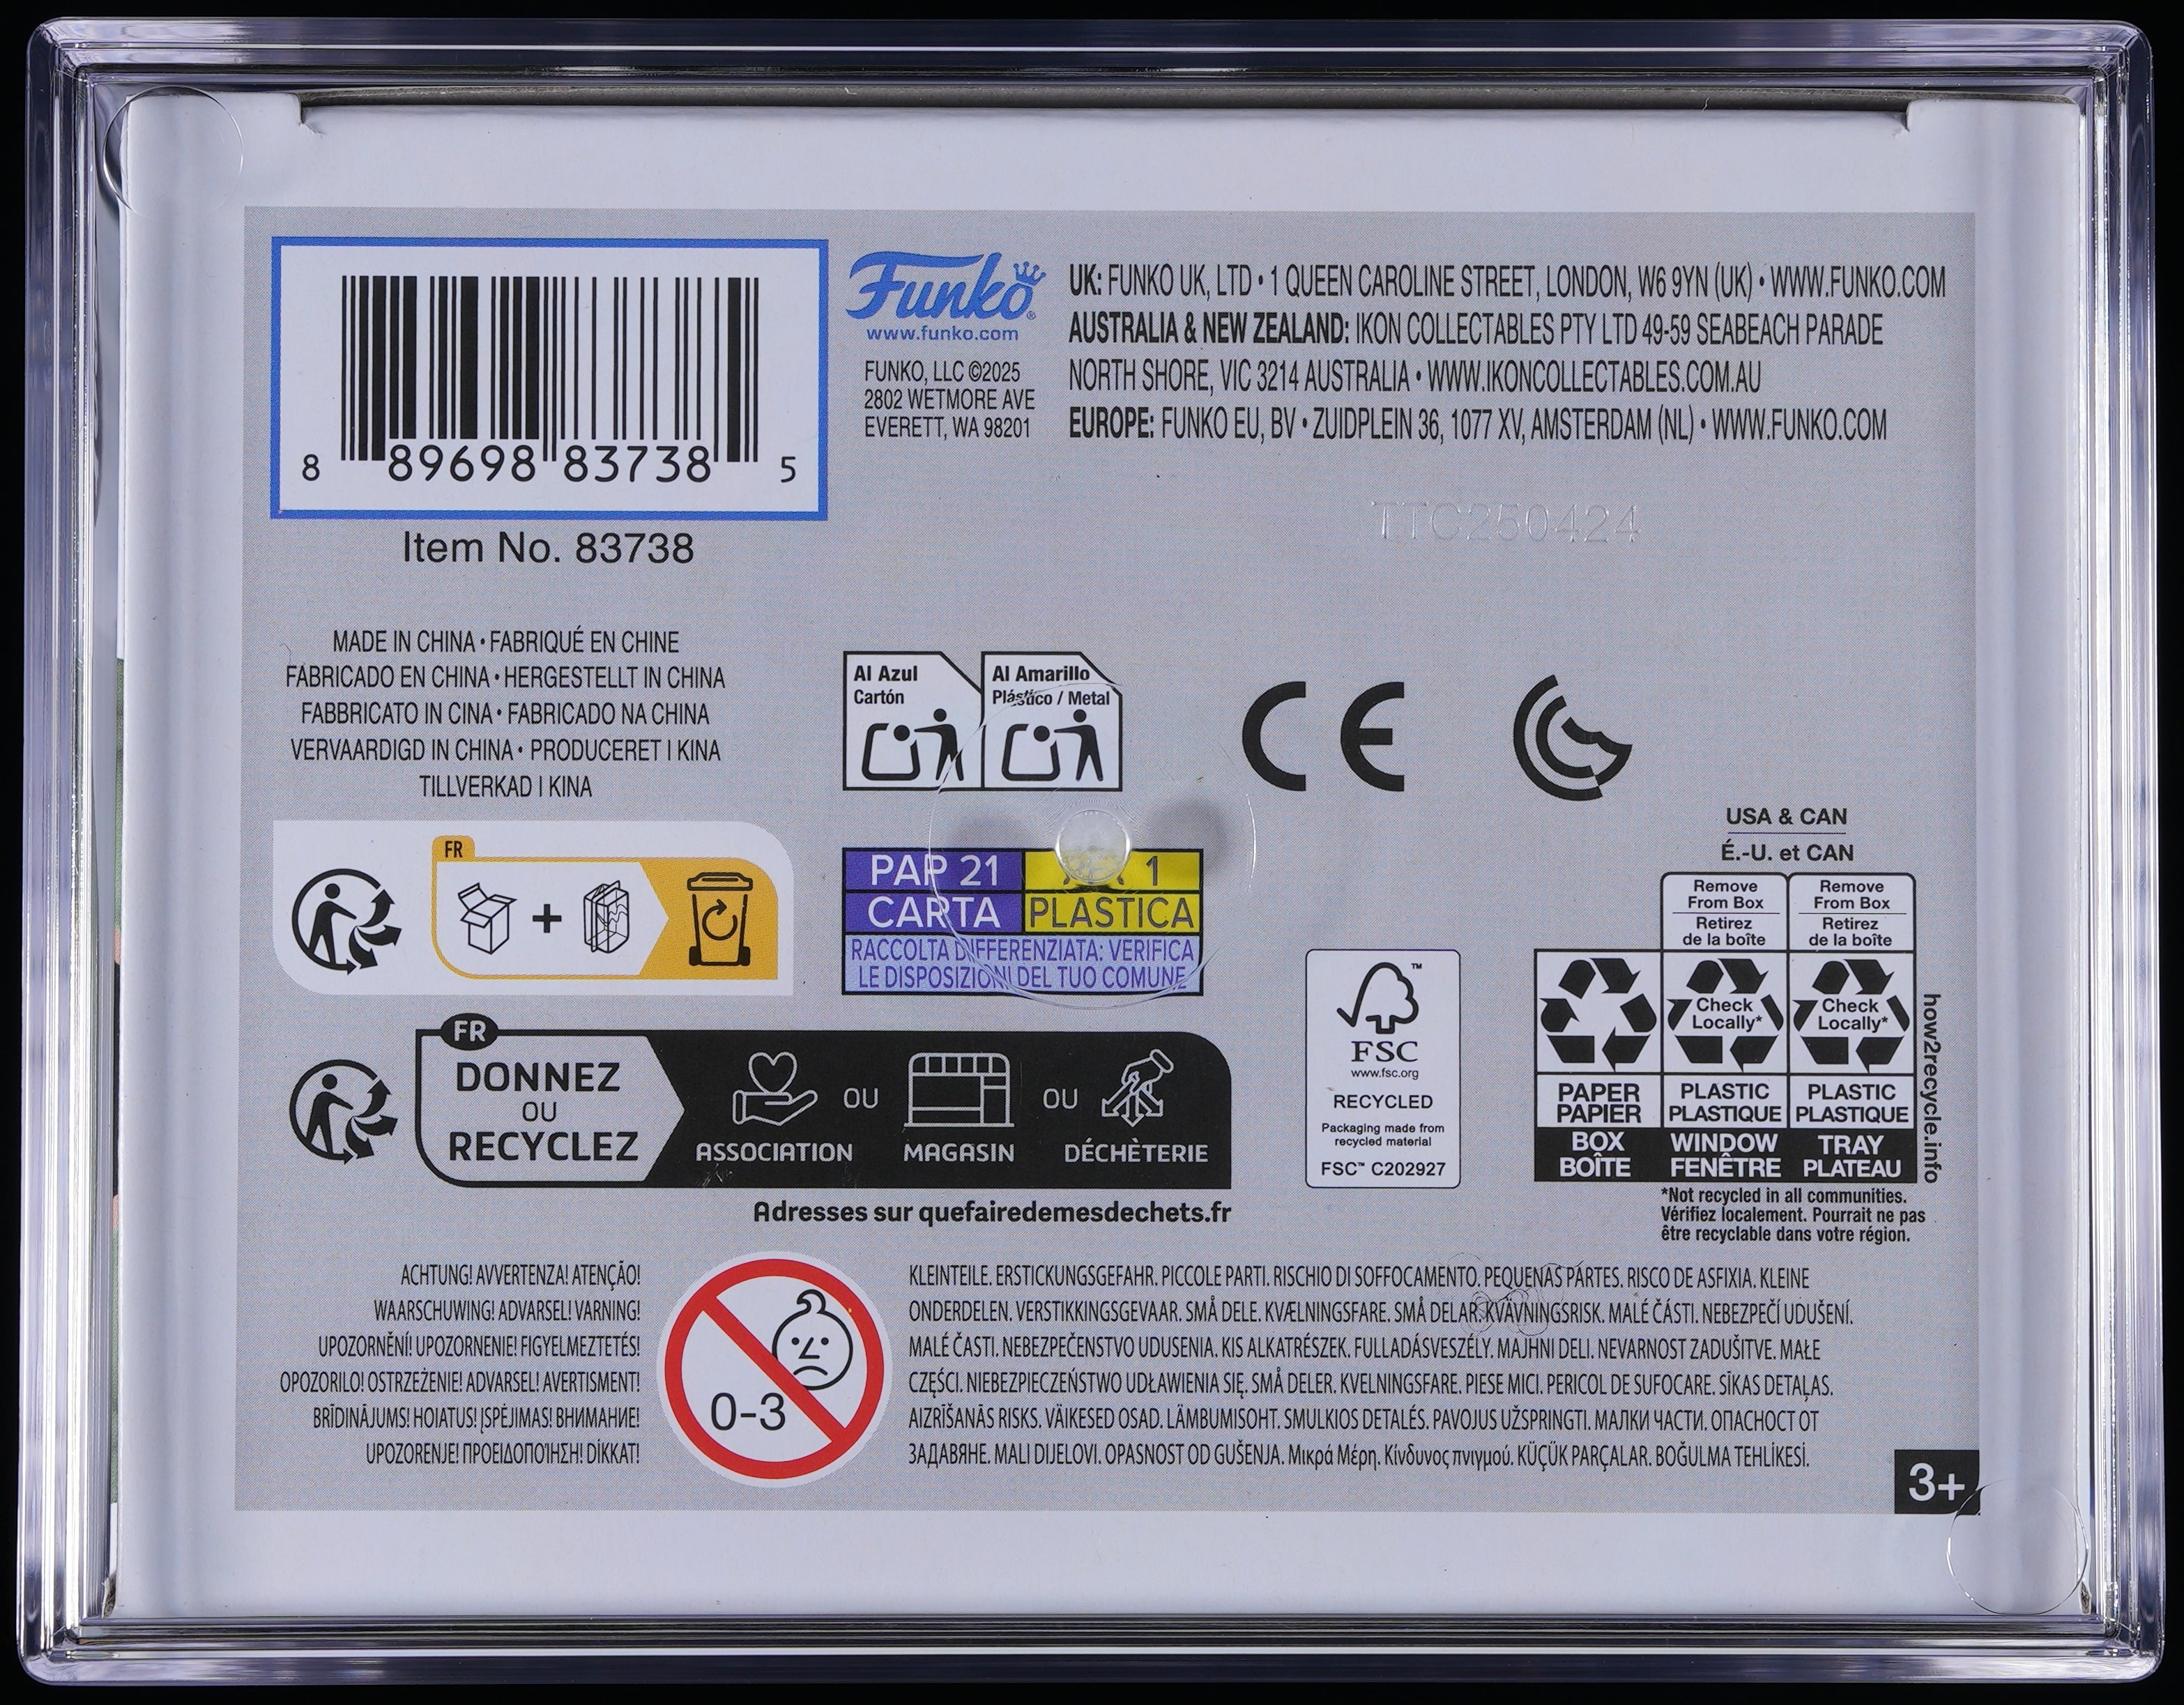 8 89698 83738 5
Item No. 83738
Funko®
www.funko.com
FUNKO, LLC ©2025
2802 WETMORE AVE
EVERETT, WA 98201
UK: FUNKO UK, LTD • 1 QUEEN CAROLINE STREET, LONDON, W6 9YN (UK) • WWW.FUNKO.COM
AUSTRALIA & NEW ZEALAND: IKON COLLECTABLES PTY LTD 49-59 SEABEACH PARADE
NORTH SHORE, VIC 3214 AUSTRALIA • WWW.IKONCOLLECTABLES.COM.AU
EUROPE: FUNKO EU, BV • ZUIDPLEIN 36, 1077 XV, AMSTERDAM (NL) • WWW.FUNKO.COM
TTC250424
MADE IN CHINA • FABRIQUÉ EN CHINE
FABRICADO EN CHINA • HERGESTELLT IN CHINA
FABBRICATO IN CINA • FABRICADO NA CHINA
VERVAARDIGD IN CHINA • PRODUCERET I KINA
TILLVERKAD I KINA
Al Azul
Cartón
Al Amarillo
Plástico / Metal
CE
FR
+
PAP 21
CARTA
1
PLASTICA
RACCOLTA DIFFERENZIATA: VERIFICA
LE DISPOSIZIONI DEL TUO COMUNE
FR
DONNEZ
OU
RECYCLEZ
ASSOCIATION
OU
MAGASIN
OU
DÉCHÈTERIE
Adresses sur quefairedemesdechets.fr
FSC™
www.fsc.org
RECYCLED
Packaging made from
recycled material
FSC™ C202927
USA & CAN
É.-U. et CAN
Remove
From Box
Retirez
de la boîte
Remove
From Box
Retirez
de la boîte
Check
Locally*
Check
Locally*
PAPER
PAPIER
PLASTIC
PLASTIQUE
PLASTIC
PLASTIQUE
BOX
BOÎTE
WINDOW
FENÊTRE
TRAY
PLATEAU
how2recycle.info
*Not recycled in all communities.
Vérifiez localement. Pourrait ne pas
être recyclable dans votre région.
ACHTUNG! AVVERTENZA! ATENÇÃO!
WAARSCHUWING! ADVARSEL! VARNING!
UPOZORNĚNÍ! UPOZORNENIE! FIGYELMEZTETÉS!
OPOZORILO! OSTRZEŻENIE! ADVARSEL! AVERTISMENT!
BRĪDINĀJUMS! HOIATUS! ĮSPĖJIMAS! ВНИМАНИЕ!
UPOZORENJE! ΠΡΟΕΙΔΟΠΟΊΗΣΗ! DİKKAT!
0-3
KLEINTEILE. ERSTICKUNGSGEFAHR. PICCOLE PARTI. RISCHIO DI SOFFOCAMENTO. PEQUENAS PARTES. RISCO DE ASFIXIA. KLEINE
ONDERDELEN. VERSTIKKINGSGEVAAR. SMÅ DELE. KVÆLNINGSFARE. SMÅ DELAR. KVÄVNINGSRISK. MALÉ ČÁSTI. NEBEZPEČÍ UDUŠENÍ.
MALÉ ČASTI. NEBEZPEČENSTVO UDUSENIA. KIS ALKATRÉSZEK. FULLADÁSVESZÉLY. MAJHNI DELI. NEVARNOST ZADUŠITVE. MAŁE
CZĘŚCI. NIEBEZPIECZEŃSTWO UDŁAWIENIA SIĘ. SMÅ DELER. KVELNINGSFARE. PIESE MICI. PERICOL DE SUFOCARE. SĪKAS DETAĻAS.
AIZRĪŠANĀS RISKS. VÄIKESED OSAD. LÄMBUMISOHT. SMULKIOS DETALĖS. PAVOJUS UŽSPRINGTI. МАЛКИ ЧАСТИ. ОПАСНОСТ ОТ
ЗАДАВЯНЕ. MALI DIJELOVI. OPASNOST OD GUŠENJA. Μικρά Μέρη. Κίνδυνος πνιγμού. KÜÇÜK PARÇALAR. BOĞULMA TEHLİKESİ.
3+